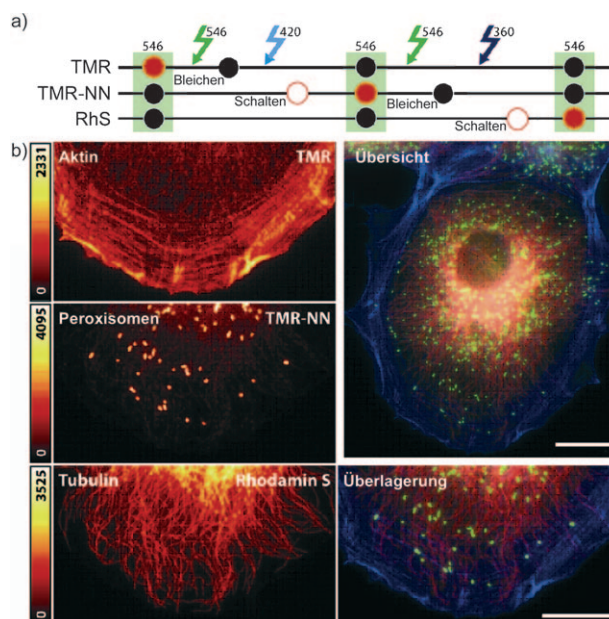 a)
546 420 546 360
546 546 546
TMR
Bleichen
TMR-NN
Schalten Bleichen
RhS
Schalten
b)
2331
0
Aktin TMR
Übersicht
4095
0
Peroxisomen TMR-NN
3525
0
Tubulin Rhodamin S
Überlagerung